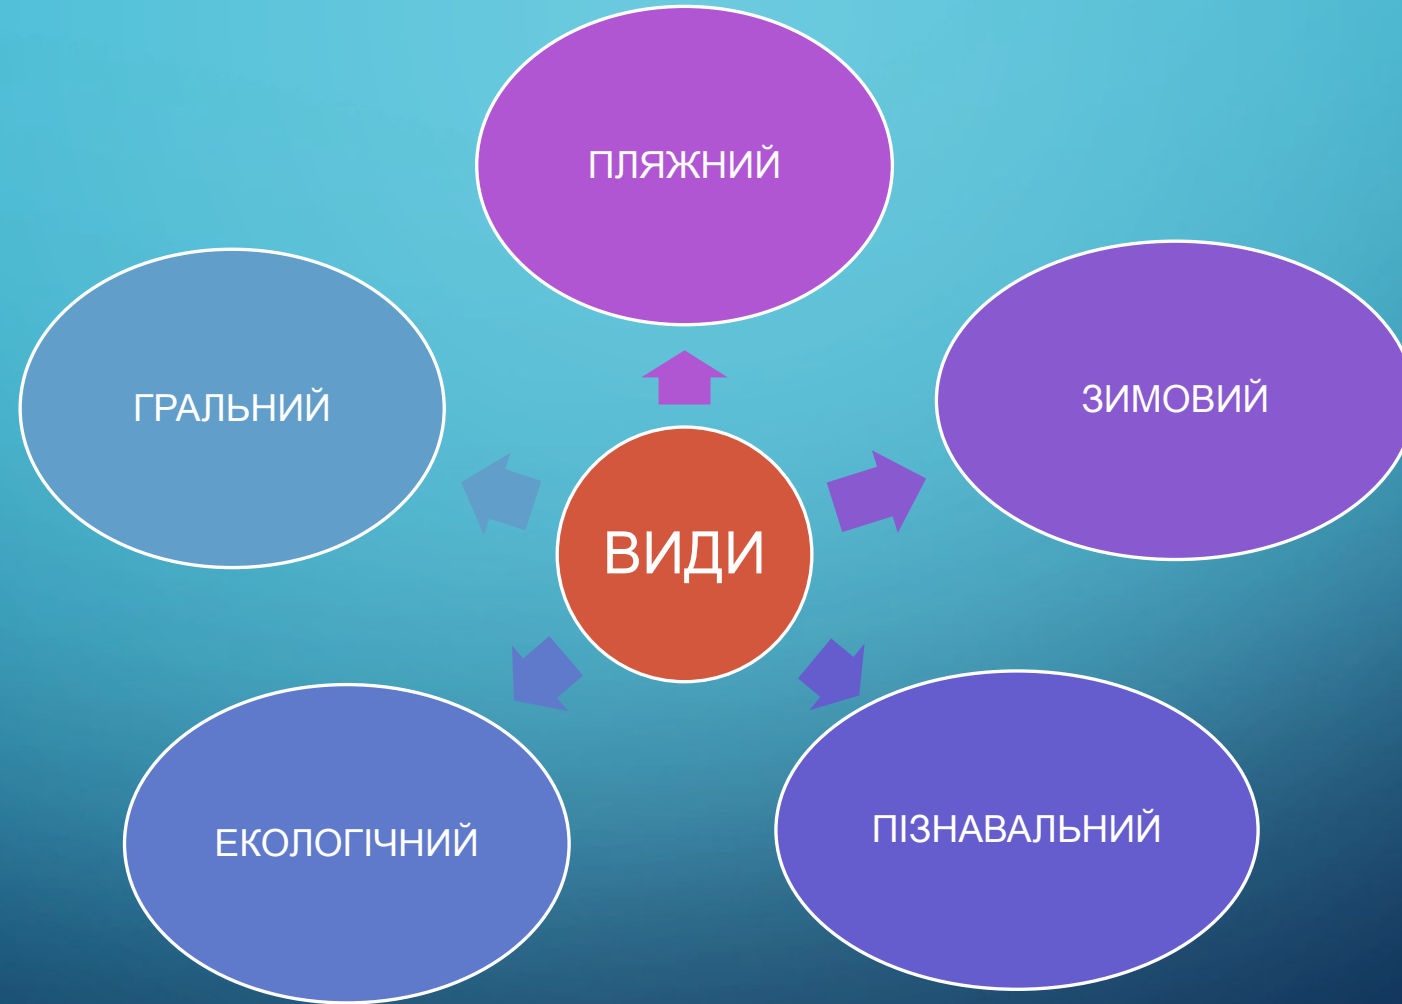 ПЛЯЖНИЙ
ГРАЛЬНИЙ
ЗИМОВИЙ
ВИДИ
ЕКОЛОГІЧНИЙ
ПІЗНАВАЛЬНИЙ